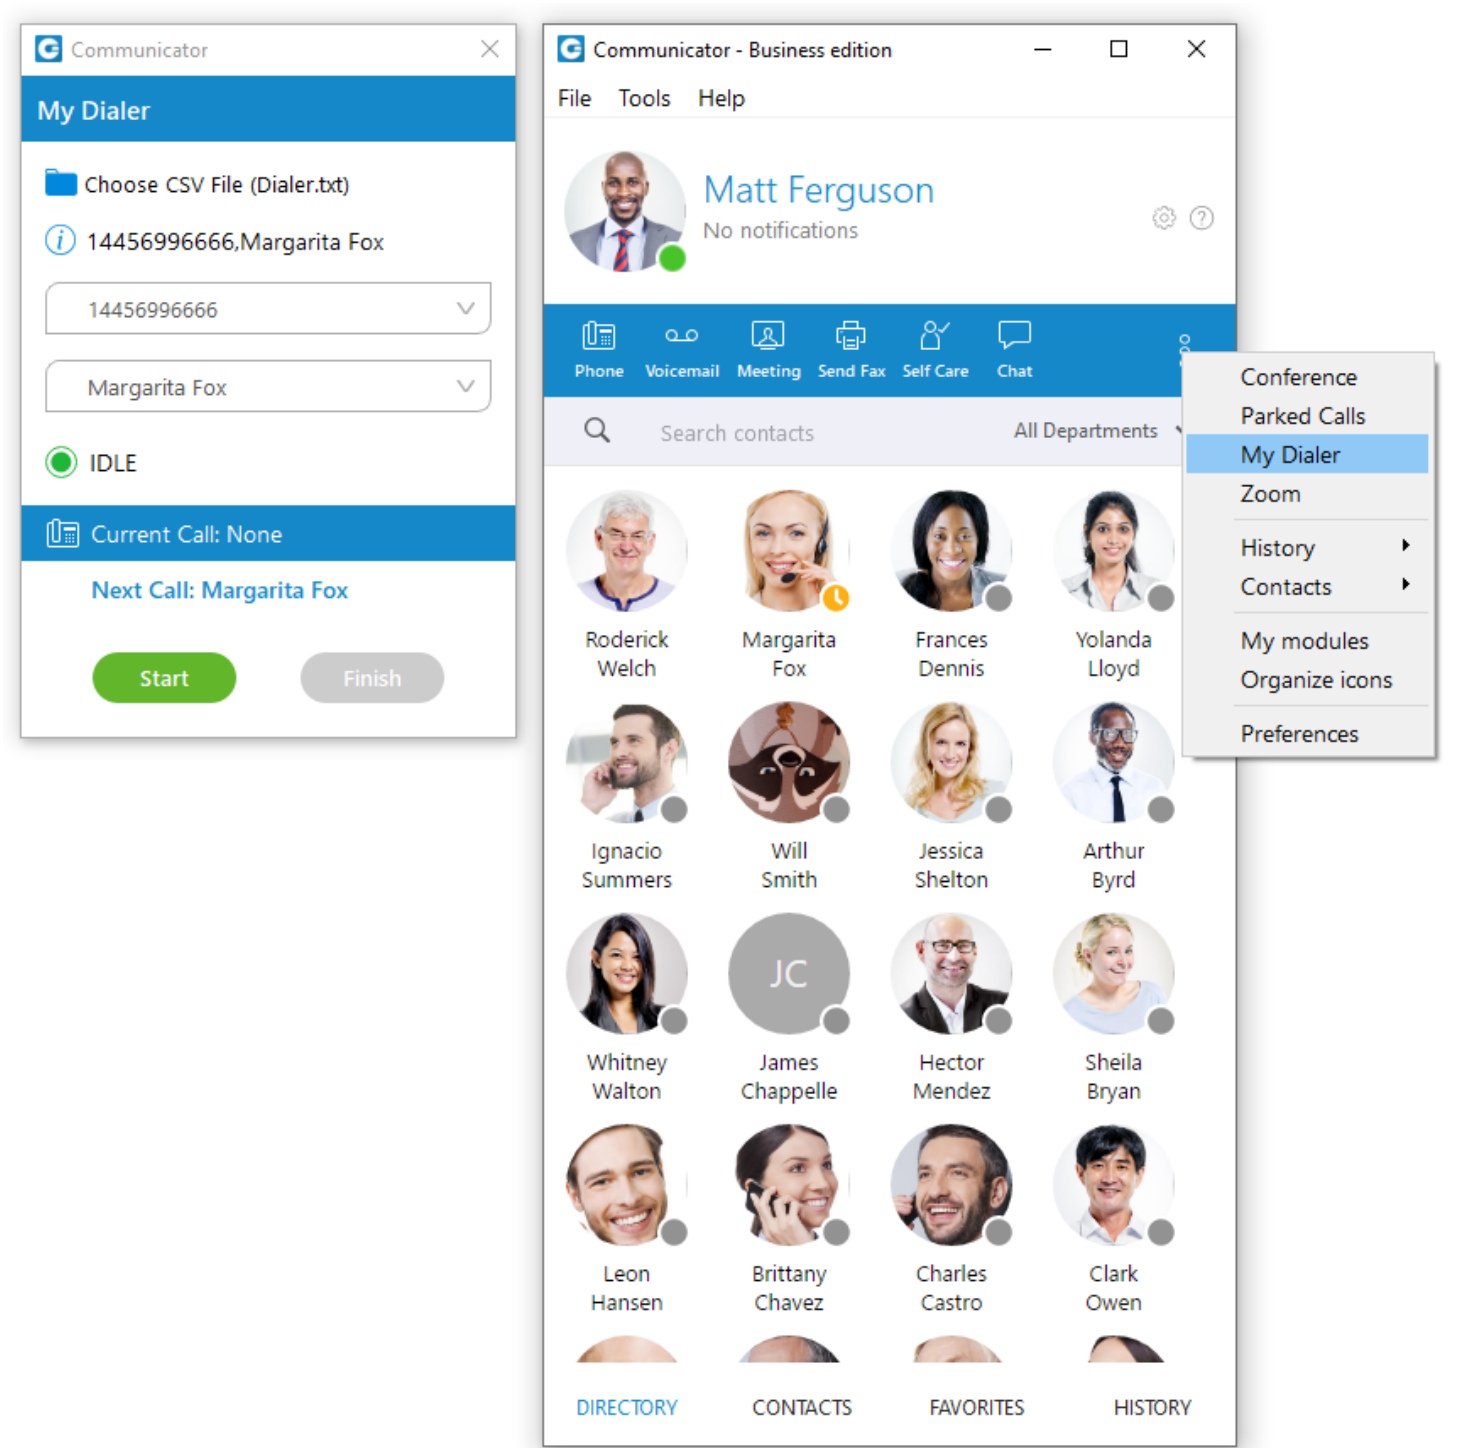 Communicator
My Dialer
Choose CSV File (Dialer.txt)
14456996666,Margarita Fox
14456996666
Margarita Fox
IDLE
Current Call: None
Next Call: Margarita Fox
Start Finish
Communicator - Business edition
File Tools Help
Matt Ferguson
No notifications
Phone Voicemail Meeting Send Fax Self Care Chat
Search contacts All Departments
Conference
Parked Calls
My Dialer
Zoom
History
Contacts
My modules
Organize icons
Preferences
Roderick Margarita Frances Yolanda
Welch Fox Dennis Lloyd
Ignacio Will Jessica Arthur
Summers Smith Shelton Byrd
JC
Whitney James Hector Sheila
Walton Chappelle Mendez Bryan
Leon Brittany Charles Clark
Hansen Chavez Castro Owen
DIRECTORY CONTACTS FAVORITES HISTORY